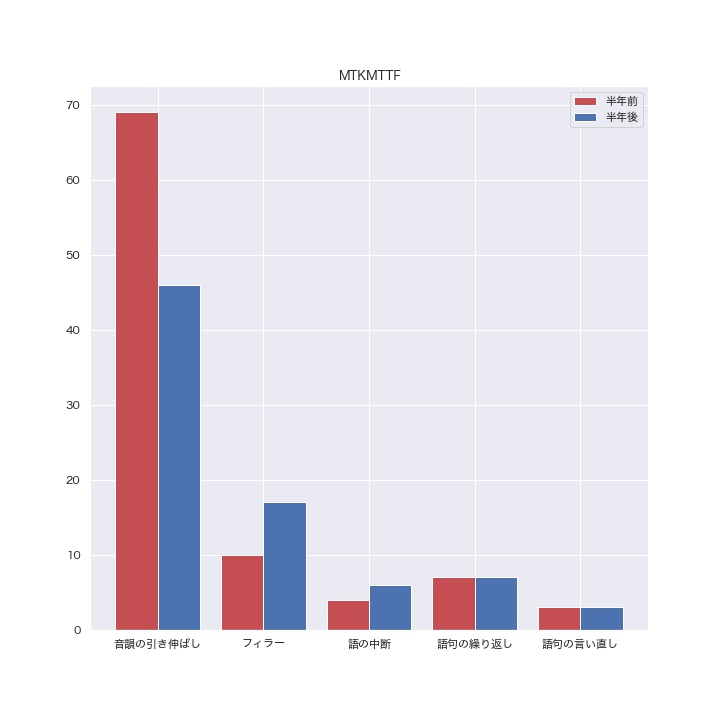 MTKMTTF
半年前
半年後
70
60
50
40
30
20
10
0
音韻の引き伸ばし
フィラー
語の中断
語句の繰り返し
語句の言い直し